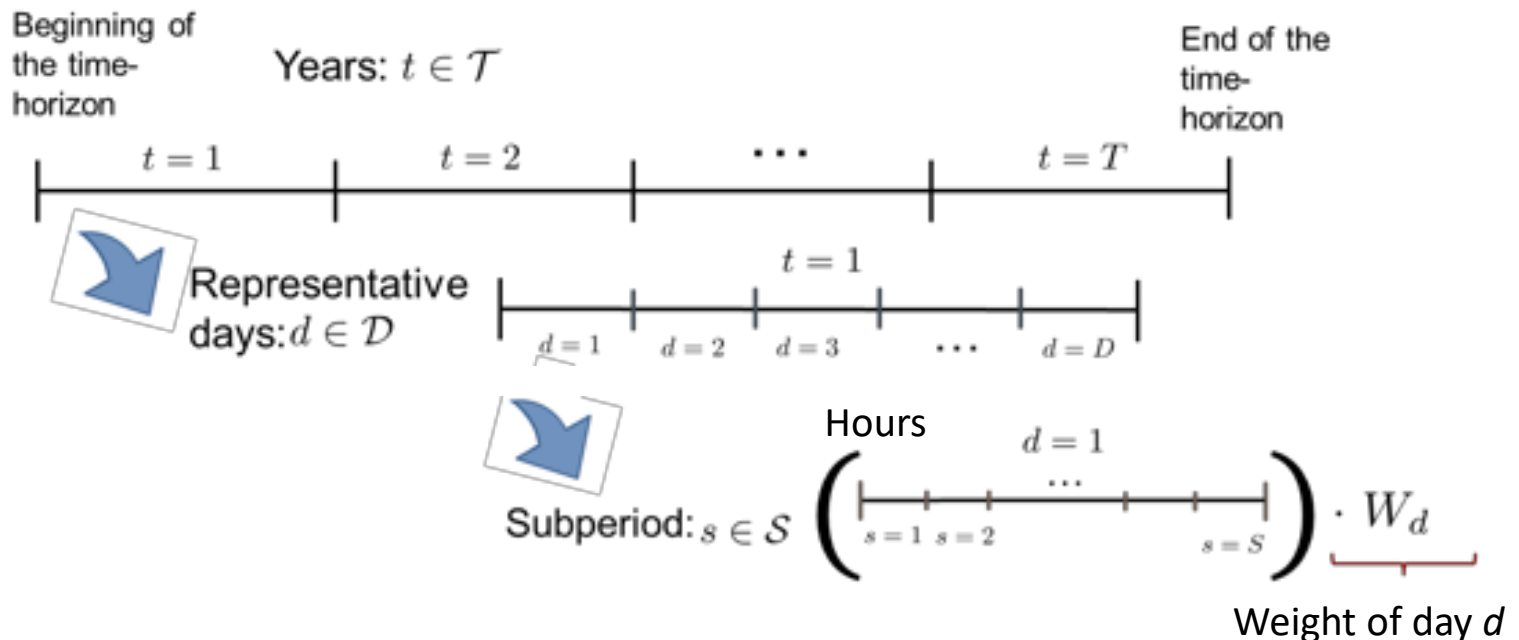 Beginning of
the time-
horizon
Years: t ∈ 𝒯
End of the
time-
horizon
t = 1
t = 2
···
t = T
Representative
days: d ∈ 𝒟
t = 1
d = 1
d = 2
d = 3
···
d = D
Hours
d = 1
···
Subperiod: s ∈ 𝒮
( s = 1 s = 2 s = S ) · W_d
Weight of day d